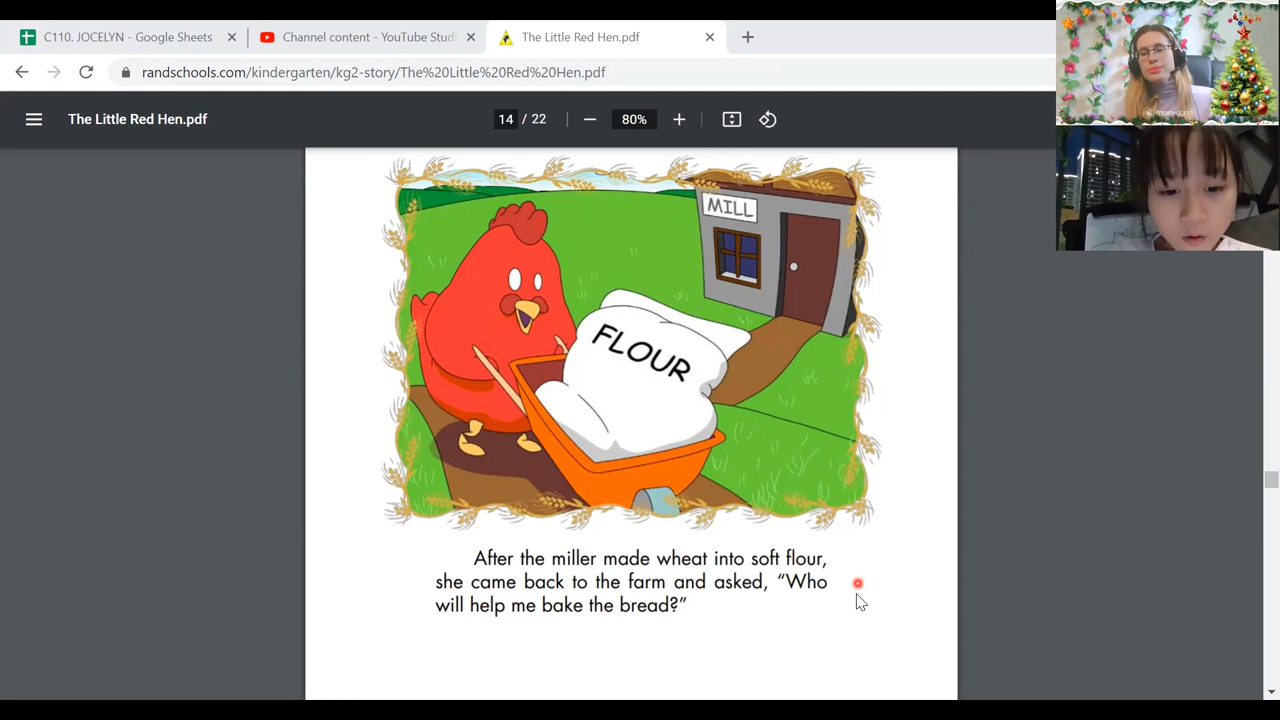 C110. JOCELYN - Google Sheets
Channel content - YouTube Stud
The Little Red Hen.pdf
randschools.com/kindergarten/kg2-story/The%20Little%20Red%20Hen.pdf
The Little Red Hen.pdf
14 / 22
80%
MILL
FLOUR
After the miller made wheat into soft flour,
she came back to the farm and asked, “Who
will help me bake the bread?”